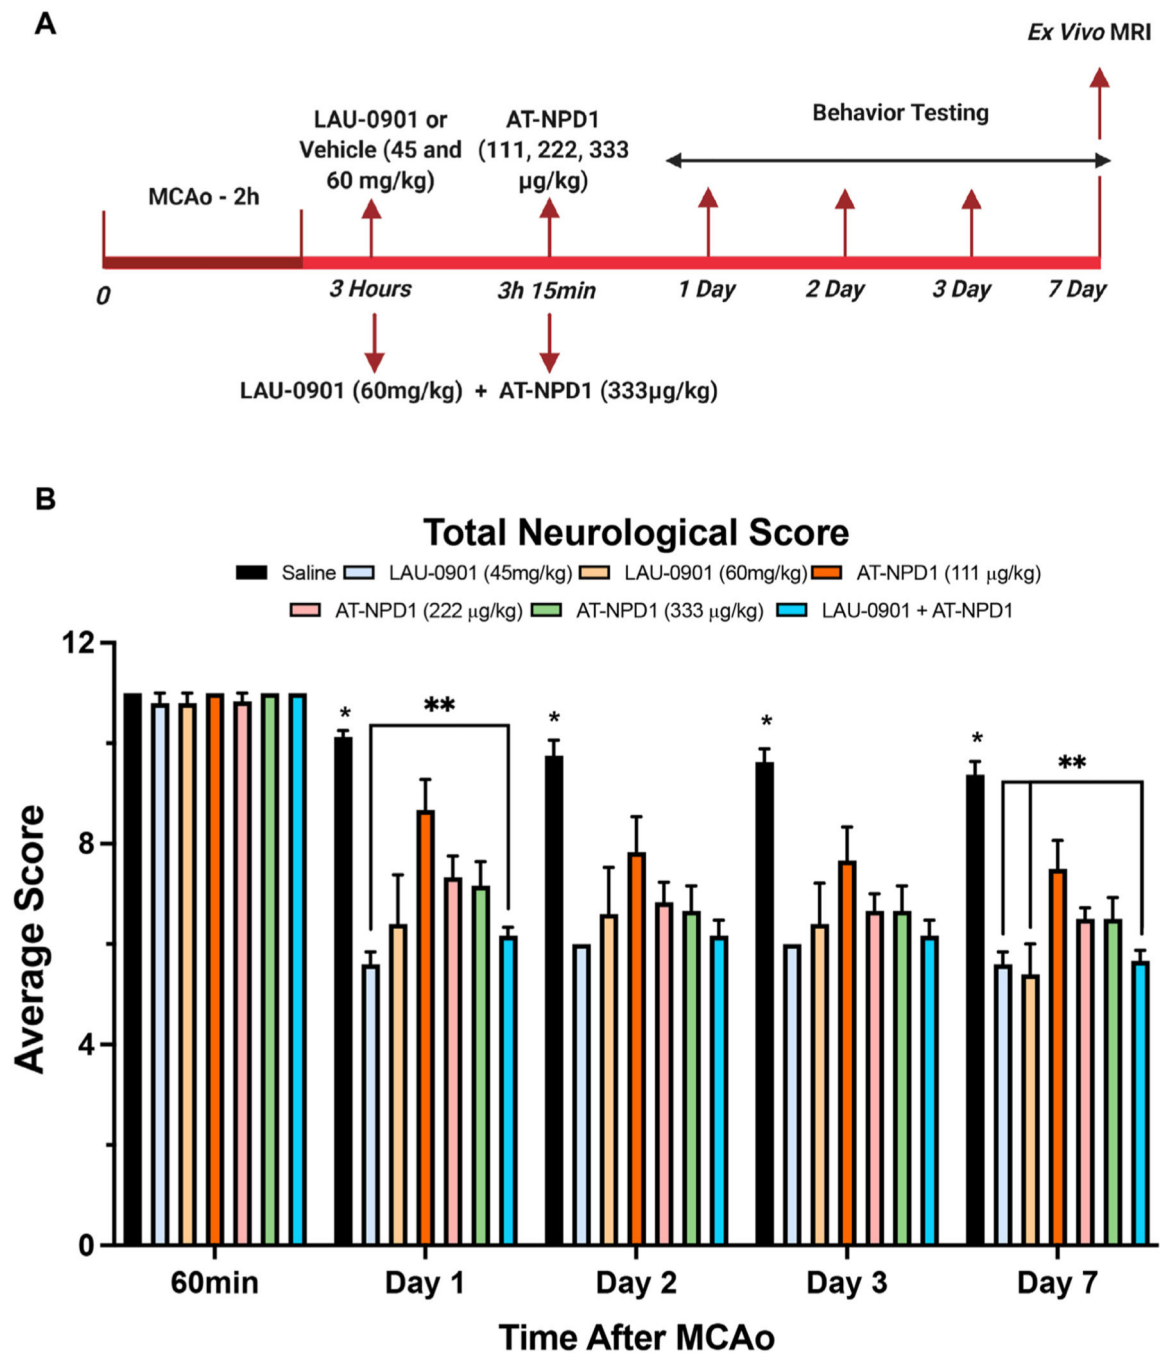 A
Ex Vivo MRI
LAU-0901 or
Vehicle (45 and
60 mg/kg)
AT-NPD1
(111, 222, 333
µg/kg)
Behavior Testing
MCAo - 2h
0
3 Hours
3h 15min
1 Day
2 Day
3 Day
7 Day
LAU-0901 (60mg/kg) + AT-NPD1 (333µg/kg)
B
Total Neurological Score
Saline
LAU-0901 (45mg/kg)
LAU-0901 (60mg/kg)
AT-NPD1 (111 µg/kg)
AT-NPD1 (222 µg/kg)
AT-NPD1 (333 µg/kg)
LAU-0901 + AT-NPD1
12
8
4
0
Average Score
*
**
*
*
*
**
60min
Day 1
Day 2
Day 3
Day 7
Time After MCAo